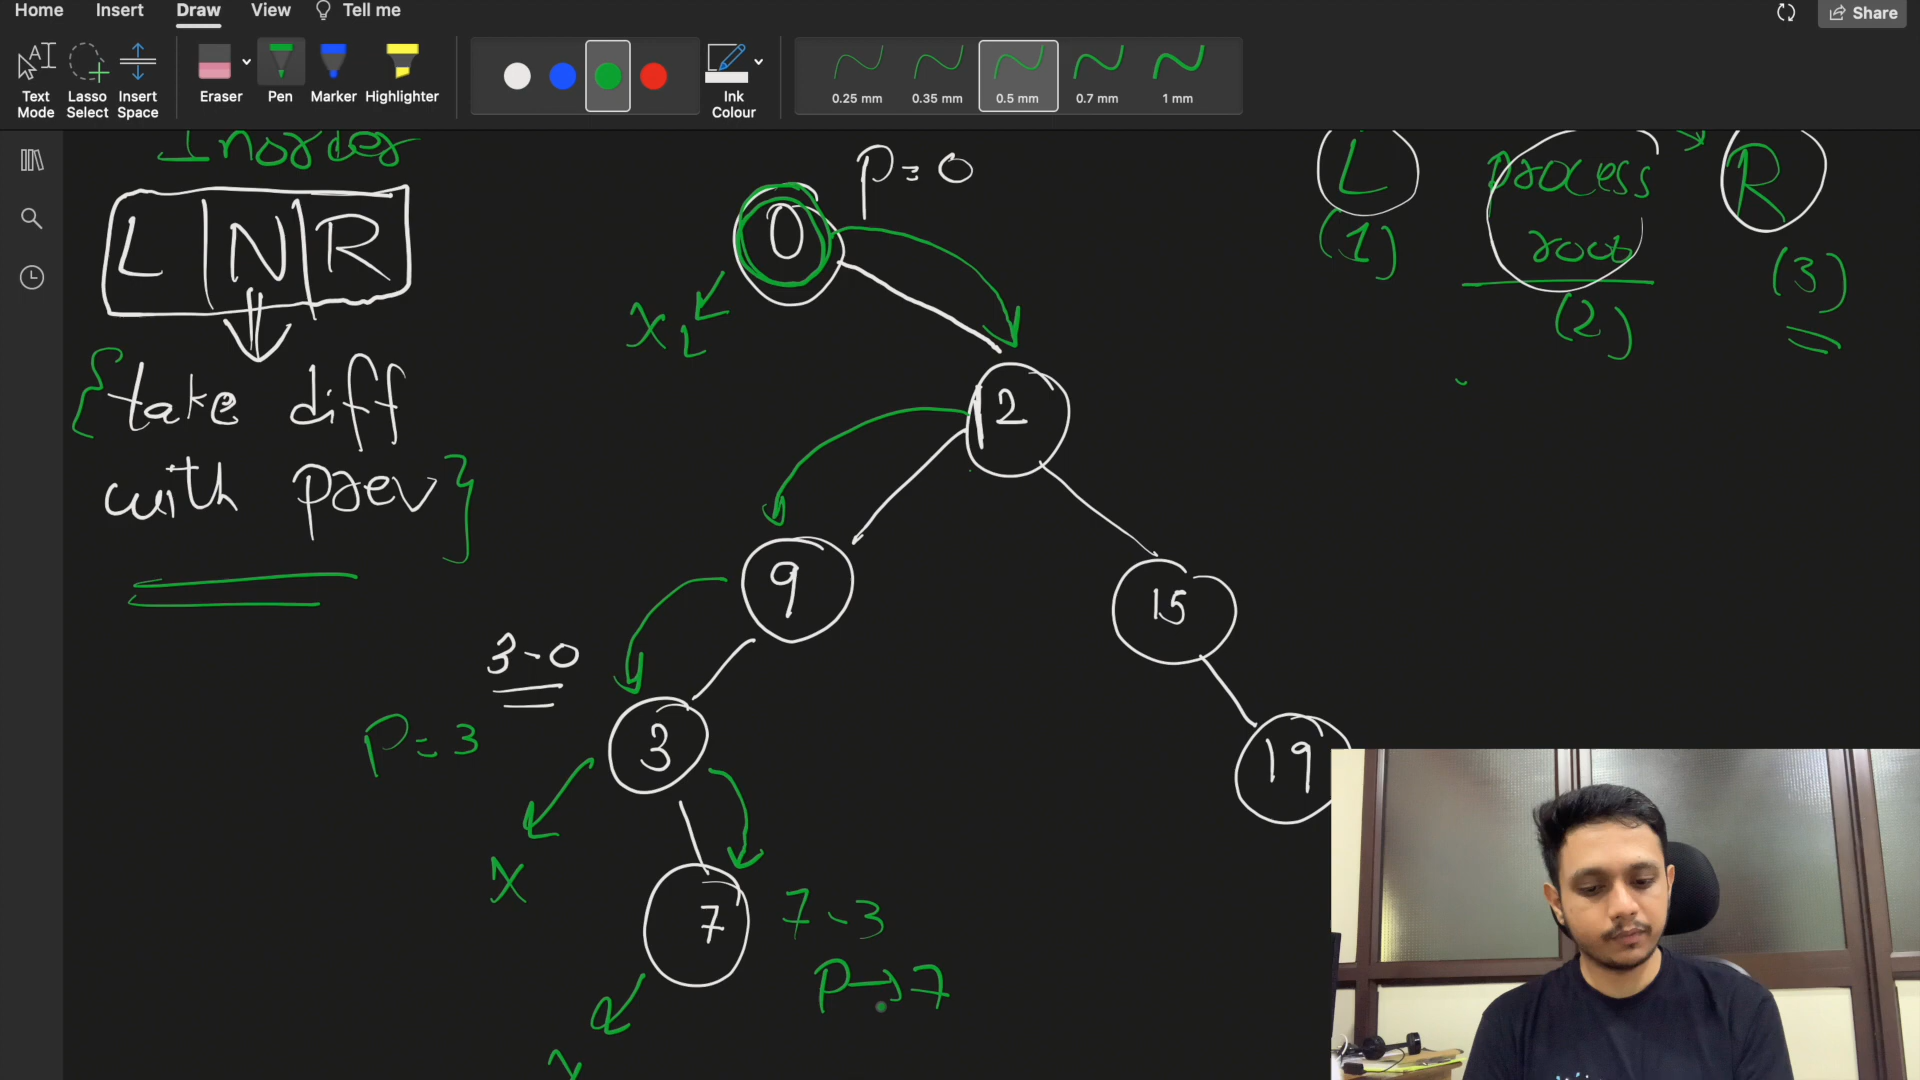 Home Insert Draw View Tell me Share
Text Mode
Lasso Select
Insert Space
Eraser
Pen
Marker
Highlighter
Ink Colour
0.25 mm
0.35 mm
0.5 mm
0.7 mm
1 mm
Inorder
L N R
{take diff
with prev}
P=0
0
x
2
9
15
3-0
P=3
3
19
x
7
7-3
P→7
L process R
root
(1)
(2)
(3)